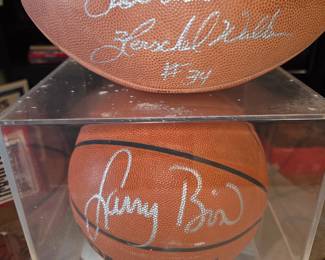 Herschel Walker
#34
Larry Bird